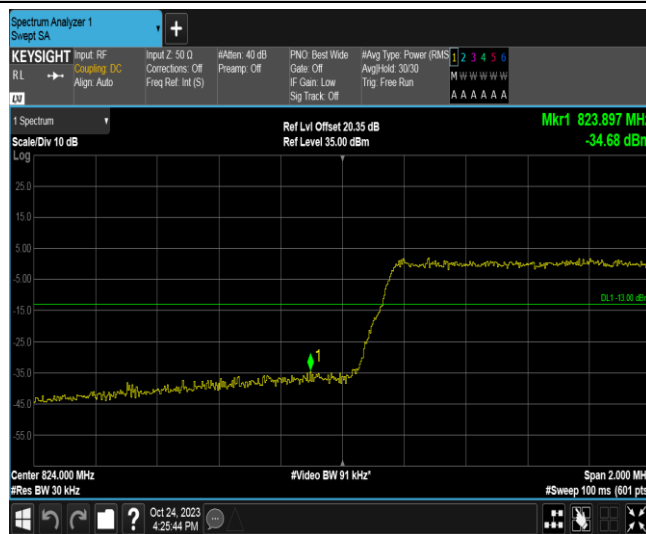 Spectrum Analyzer 1
Swept SA
+
KEYSIGHT
RL
LXI
Input: RF
Coupling: DC
Align: Auto
Input Z: 50 Ω
Corrections: Off
Freq Ref: Int (S)
#Atten: 40 dB
Preamp: Off
PNO: Best Wide
Gate: Off
IF Gain: Low
Sig Track: Off
#Avg Type: Power (RMS
Avg|Hold: 30/30
Trig: Free Run
1 2 3 4 5 6
M W W W W W
A A A A A A
1 Spectrum
Scale/Div 10 dB
Log
Ref Lvl Offset 20.35 dB
Ref Level 35.00 dBm
Mkr1 823.897 MHz
-34.68 dBm
25.0
15.0
5.00
-5.00
-15.0
-25.0
-35.0
-45.0
-55.0
DL1 -13.00 dBm
1
Center 824.000 MHz
#Res BW 30 kHz
#Video BW 91 kHz*
Span 2.000 MH
#Sweep 100 ms (601 pts
?
Oct 24, 2023
4:25:44 PM